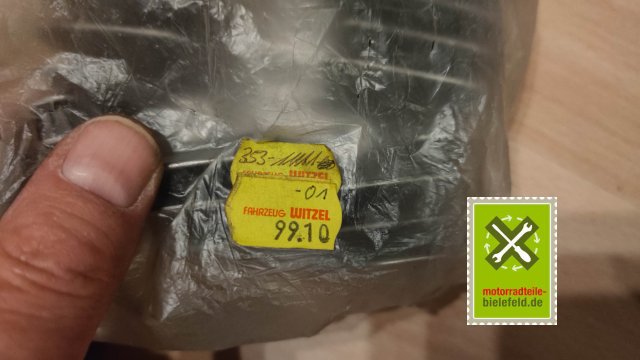 FAHRZEUG WITZEL
-01
FAHRZEUG WITZEL
99.10
motorradteile-
bielefeld.de